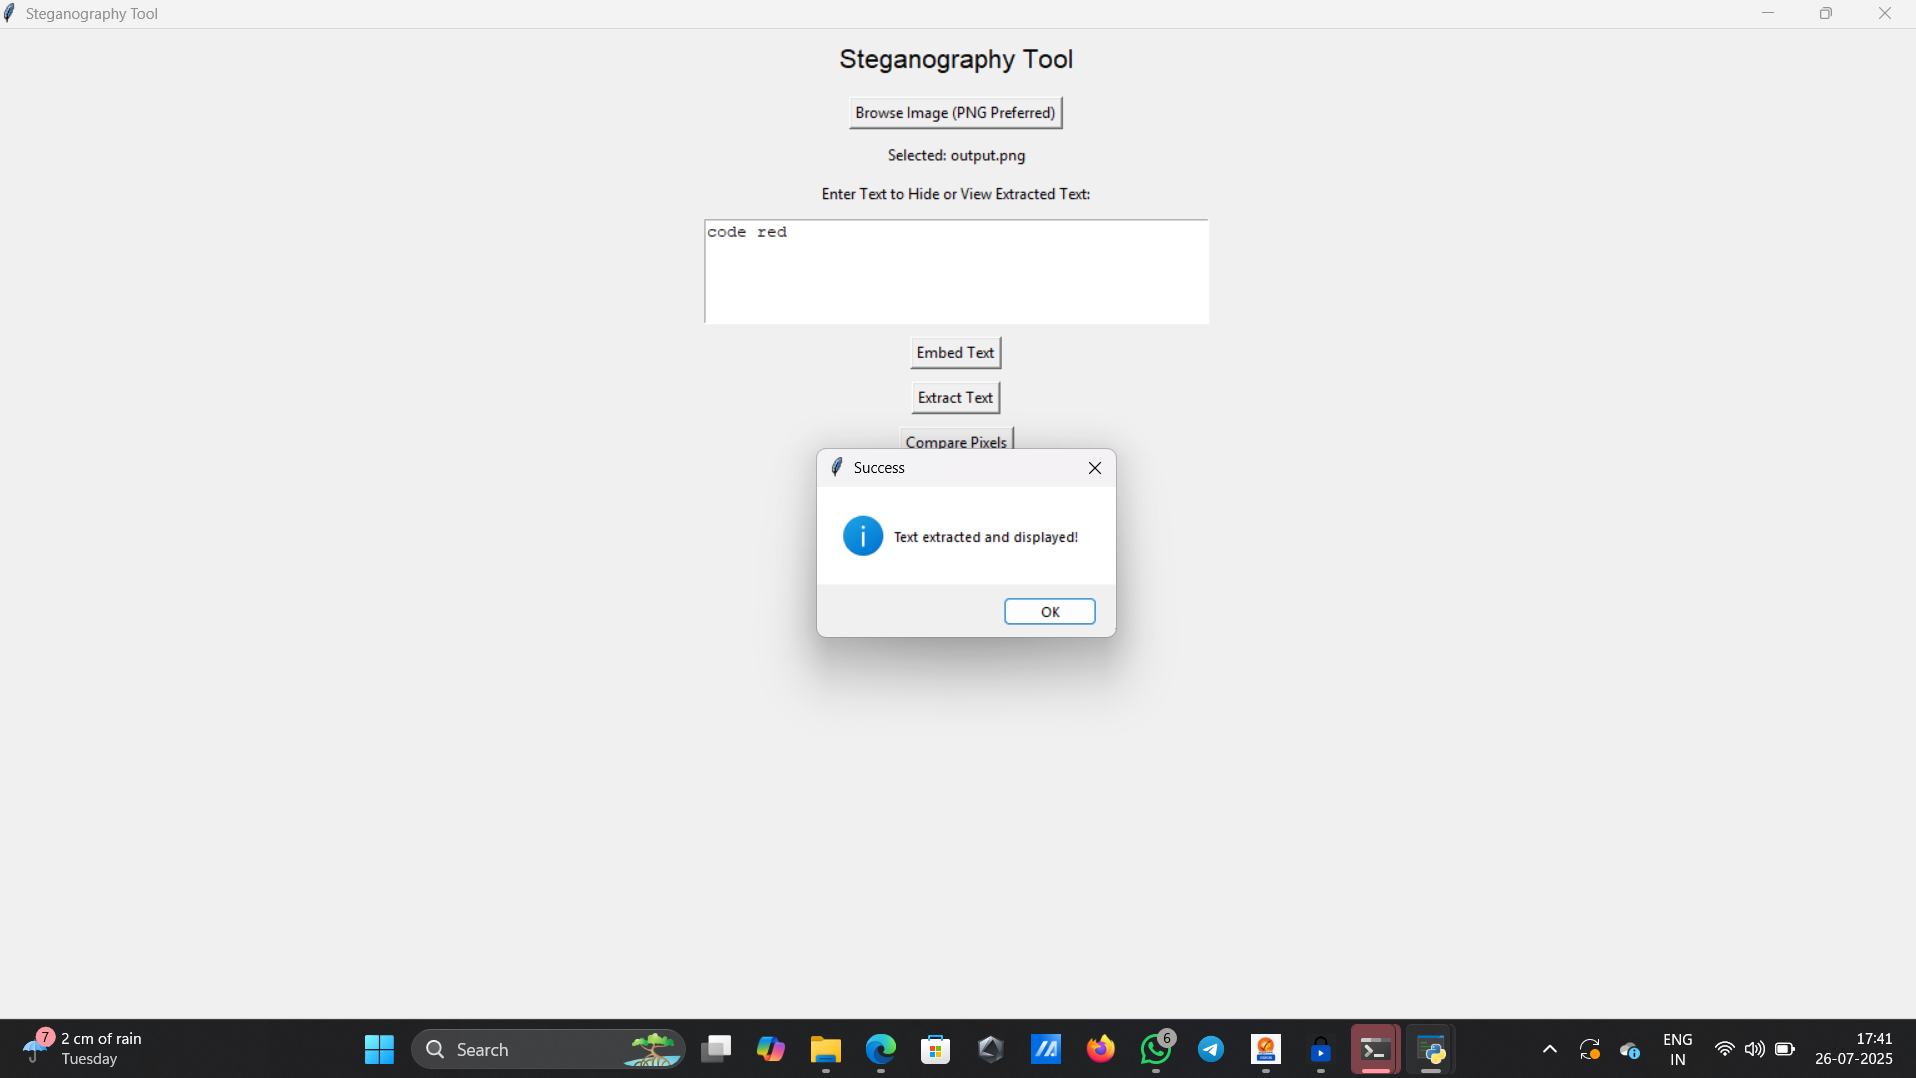 Steganography Tool
Steganography Tool
Browse Image (PNG Preferred)
Selected: output.png
Enter Text to Hide or View Extracted Text:
code red
Embed Text
Extract Text
Compare Pixels
Success
Text extracted and displayed!
OK
7
2 cm of rain
Tuesday
Search
6
ENG
IN
17:41
26-07-2025